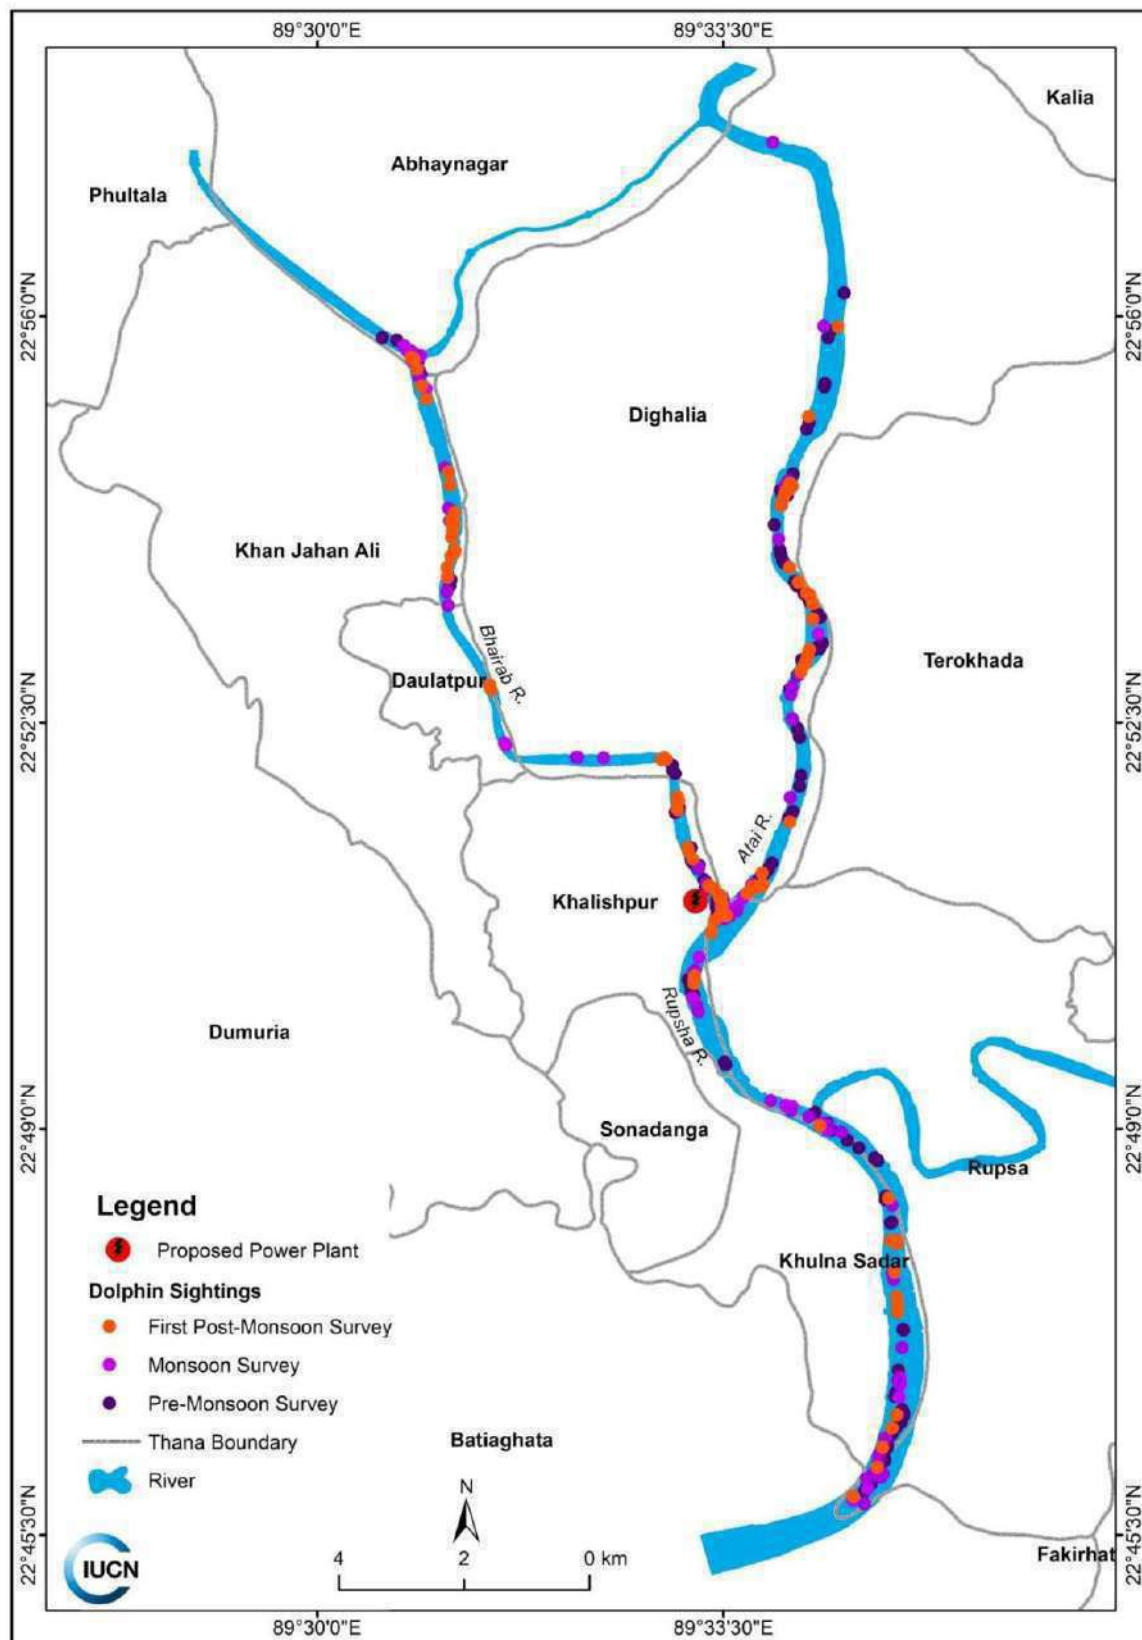 89°30'0"E
89°33'30"E
Kalia
Abhaynagar
Phultala
22°56'0"N
22°56'0"N
Dighalia
Khan Jahan Ali
Bhairab R.
Terokhada
Daulatpur
22°52'30"N
22°52'30"N
Atai R.
Khalishpur
Rupsha R.
Dumuria
Sonadanga
22°49'0"N
22°49'0"N
Rupsa
Legend
Proposed Power Plant
Khulna Sadar
Dolphin Sightings
First Post-Monsoon Survey
Monsoon Survey
Pre-Monsoon Survey
Thana Boundary
Batiaghata
River
N
22°45'30"N
22°45'30"N
Fakirhat
IUCN
4 2 0 km
89°30'0"E
89°33'30"E